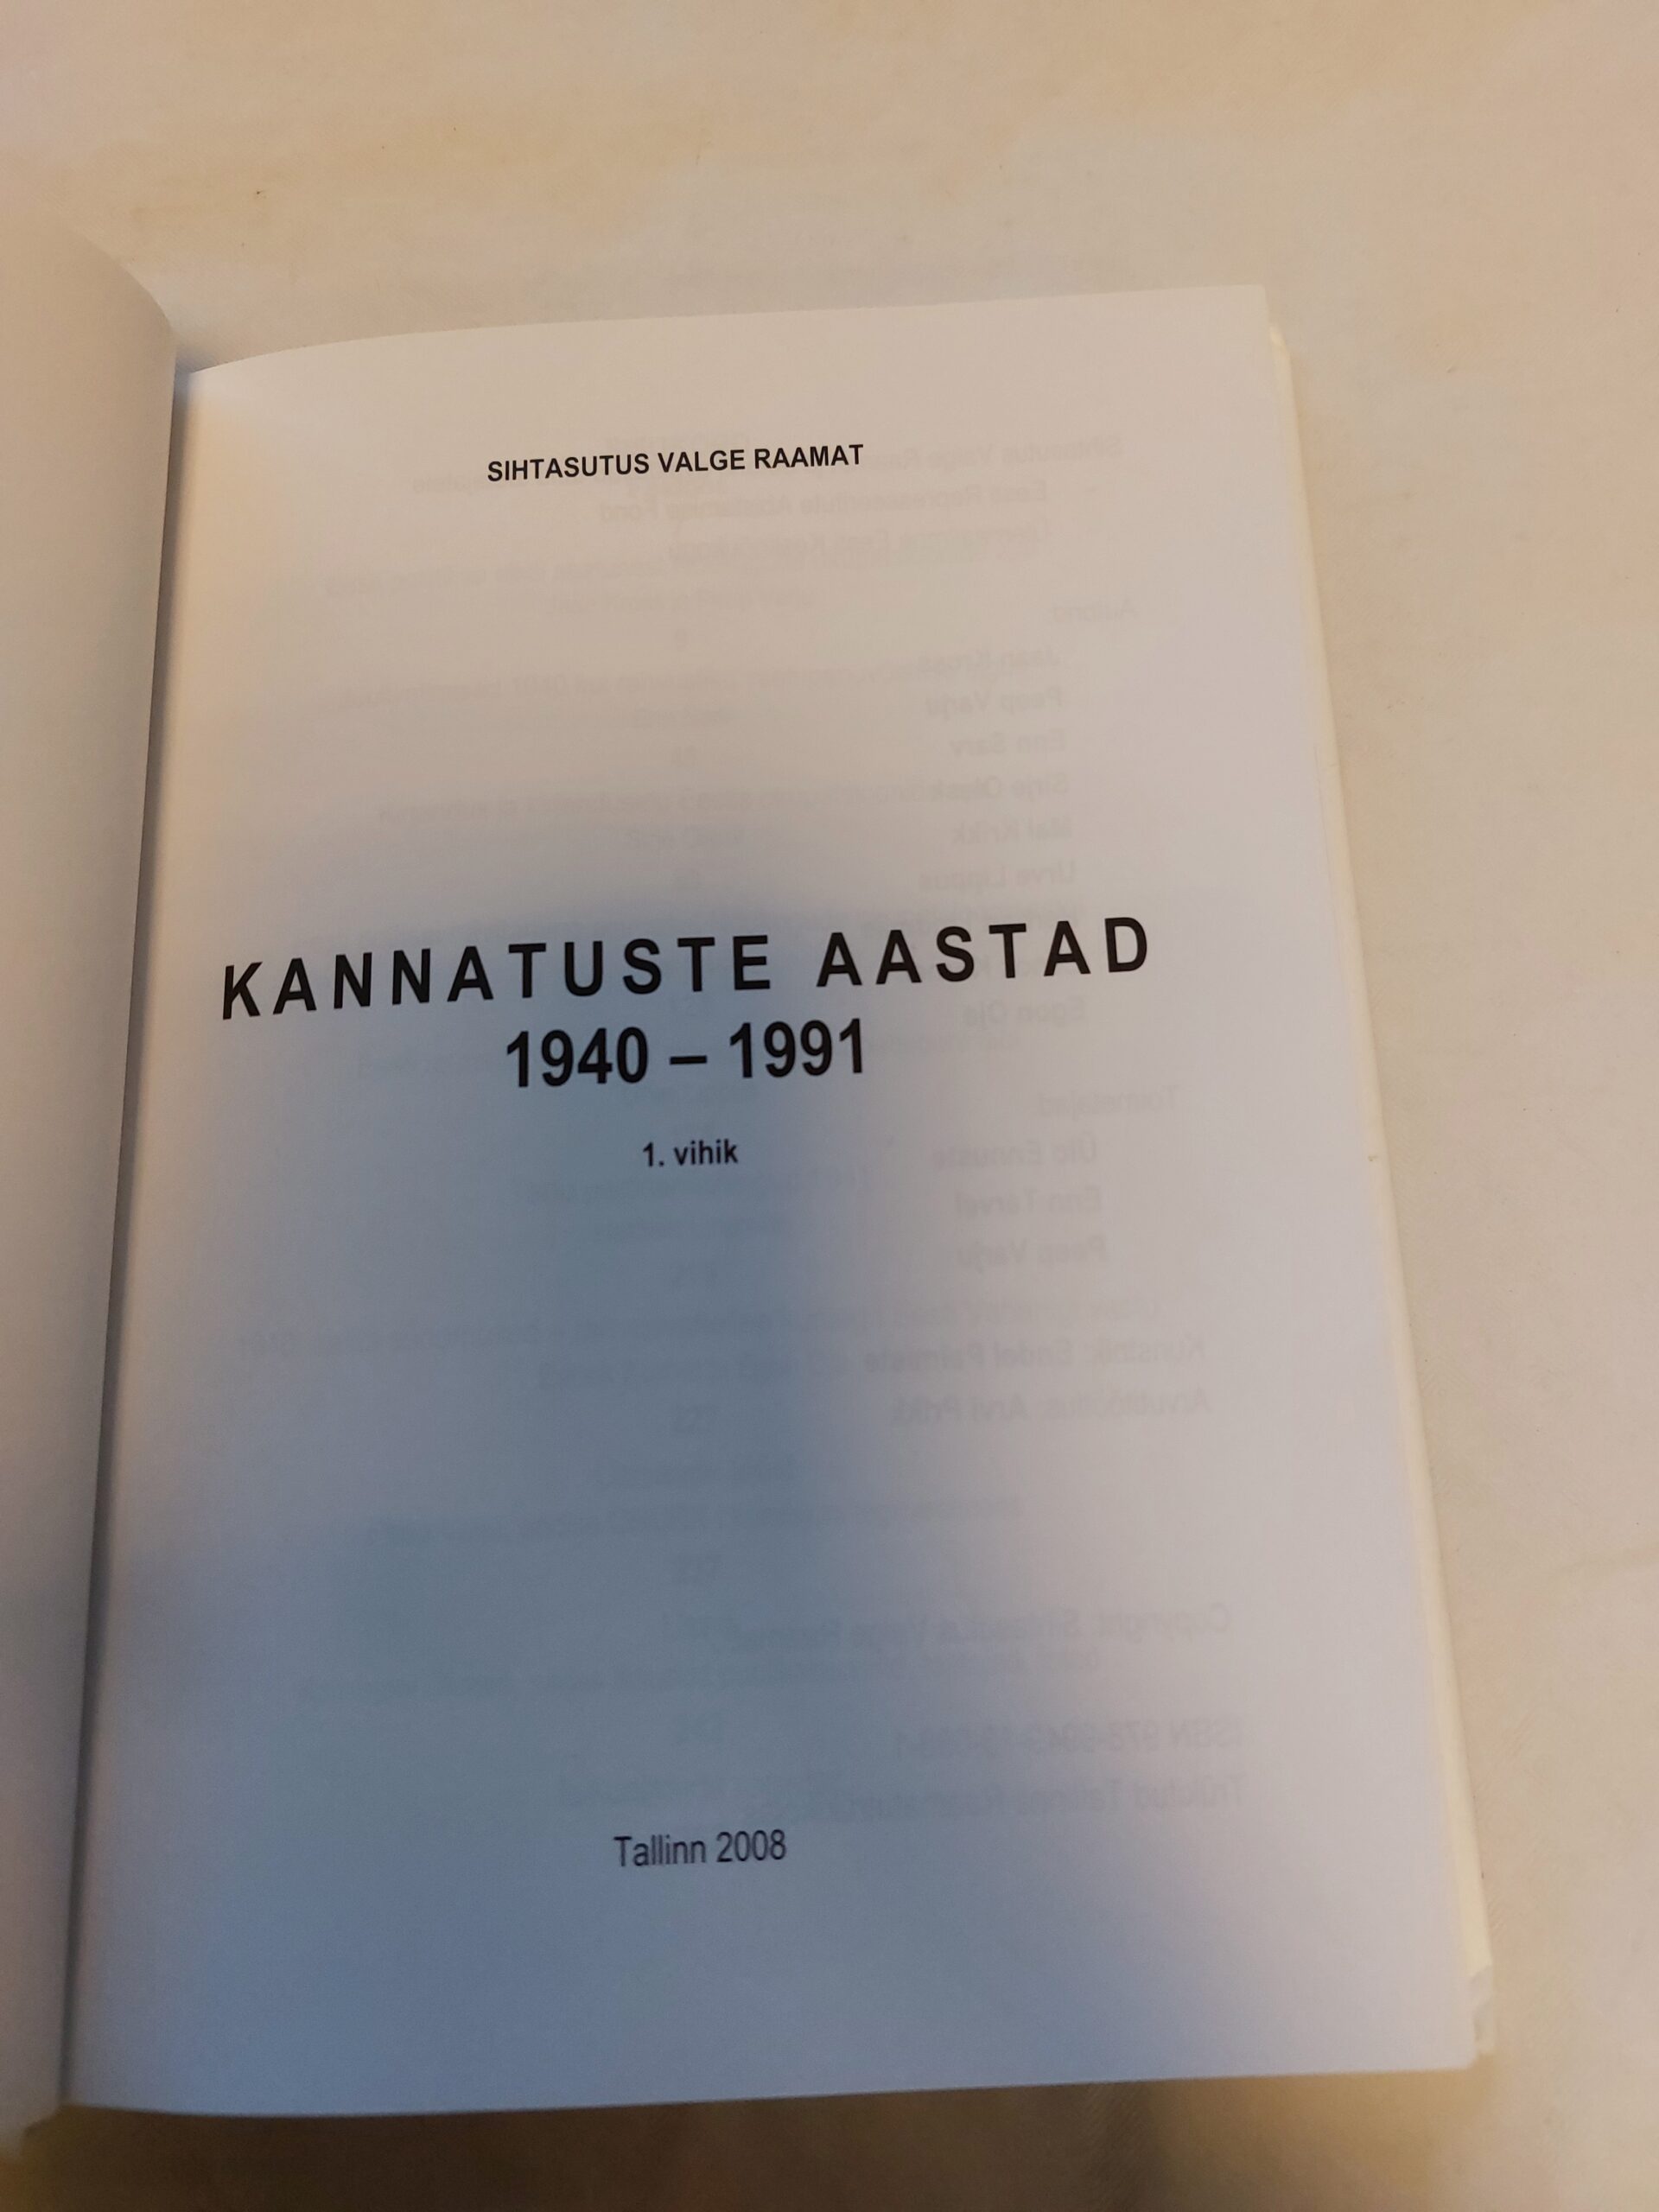 SIHTASUTUS VALGE RAAMAT
KANNATUSTE AASTAD
1940 – 1991
1. vihik
Tallinn 2008